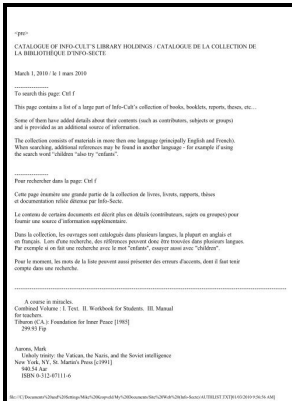 <pre>
CATALOGUE OF INFO-CULT'S LIBRARY HOLDINGS / CATALOGUE DE LA COLLECTION DE
LA BIBLIOTHÈQUE D'INFO-SECTE
March 1, 2010 / le 1 mars 2010
-----------------
To search this page: Ctrl f
This page contains a list of a large part of Info-Cult's collection of books, booklets, reports, theses, etc...
Some of them have added details about their contents (such as contributors, subjects or groups)
and is provided as an additional source of information.
The collection consists of materials in more then one language (principally English and French).
When searching, additional references may be found in another language - for example if using
the search word "children "also try "enfants".
-----------------
Pour rechercher dans la page: Ctrl f
Cette page énumère une grande partie de la collection de livres, livrets, rapports, thèses
et documentation reliée détenue par Info-Secte.
Le contenu de certains documents est décrit plus en détails (contributeurs, sujets ou groupes) pour
fournir une source d'information supplémentaire.
Dans la collection, les ouvrages sont catalogués dans plusieurs langues, la plupart en anglais et
en français. Lors d'une recherche, des références peuvent donc être trouvées dans plusieurs langues.
Par exemple si on fait une recherche avec le mot "enfants", essayer aussi avec "children".
Pour le moment, les mots de la liste peuvent aussi présenter des erreurs d'accents, dont il faut tenir
compte dans une recherche.
A course in miracles.
Combined Volume : I. Text. II. Workbook for Students. III. Manual
for teachers.
Tiburon (CA.): Foundation for Inner Peace [1985]
299.93 Fip
Aarons, Mark
Unholy trinity: the Vatican, the Nazis, and the Soviet intelligence
New York, NY, St. Martin's Press [c1991]
940.54 Aar
ISBN 0-312-07111-6